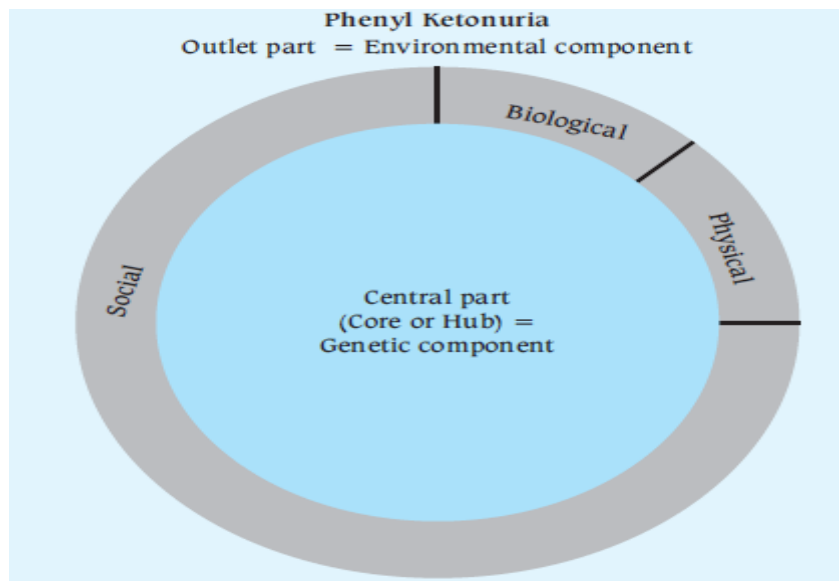 Phenyl Ketonuria
Outlet part = Environmental component
Biological
Physical
Social
Central part
(Core or Hub) =
Genetic component